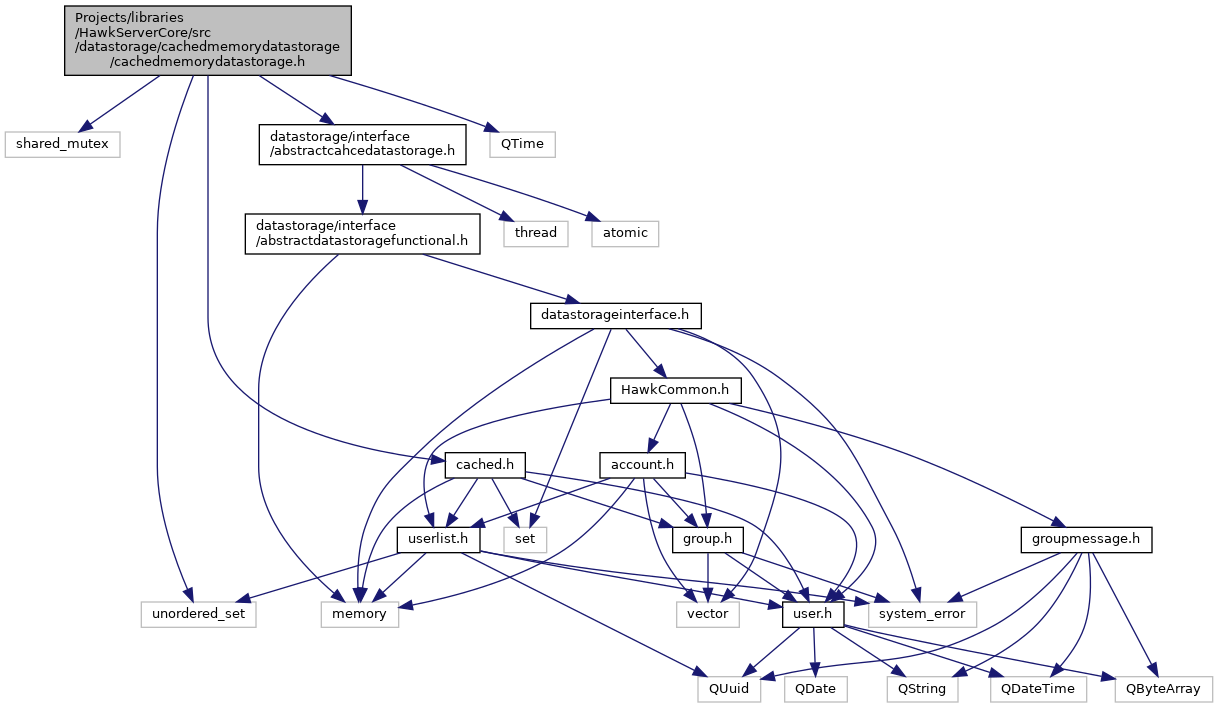 Projects/libraries
/HawkServerCore/src
/datastorage/cachedmemorydatastorage
/cachedmemorydatastorage.h
shared_mutex
datastorage/interface
/abstractcahcedatastorage.h
QTime
datastorage/interface
/abstractdatastoragefunctional.h
thread
atomic
datastorageinterface.h
HawkCommon.h
cached.h
account.h
userlist.h
set
group.h
groupmessage.h
unordered_set
memory
vector
user.h
system_error
QUuid
QDate
QString
QDateTime
QByteArray